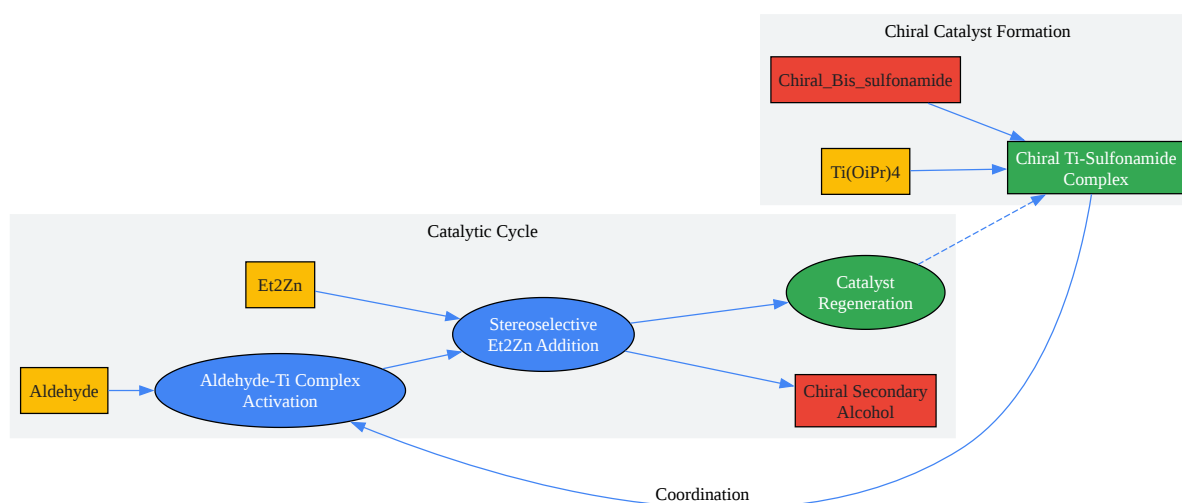 Chiral Catalyst Formation
Chiral_Bis_sulfonamide
Ti(OiPr)4
Chiral Ti-Sulfonamide
Complex
Catalytic Cycle
Et2Zn
Catalyst
Regeneration
Stereoselective
Et2Zn Addition
Aldehyde
Aldehyde-Ti Complex
Activation
Chiral Secondary
Alcohol
Coordination